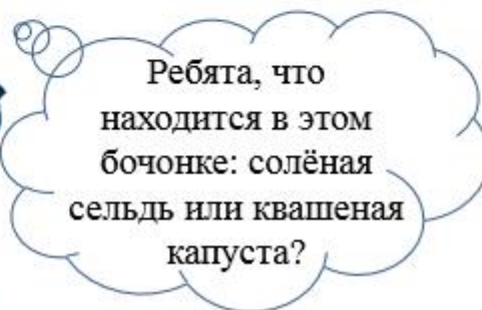 Ребята, что
находится в этом
бочонке: солёная
сельдь или квашеная
капуста?